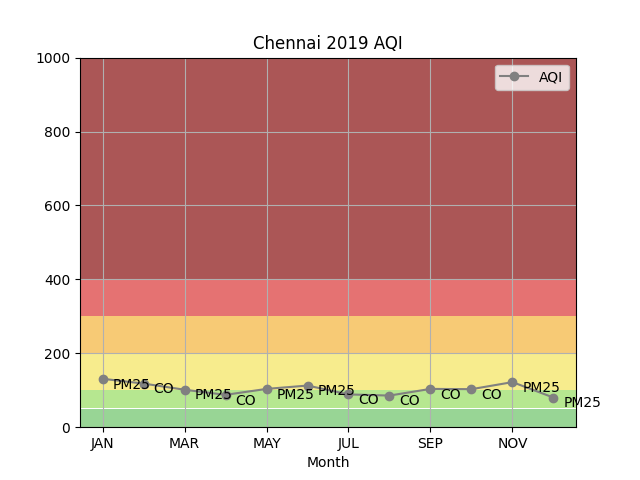 Chennai 2019 AQI
1000
800
600
400
200
0
AQI
PM25
CO
PM25
CO
PM25
PM25
CO
CO
CO
CO
PM25
PM25
JAN
MAR
MAY
JUL
SEP
NOV
Month